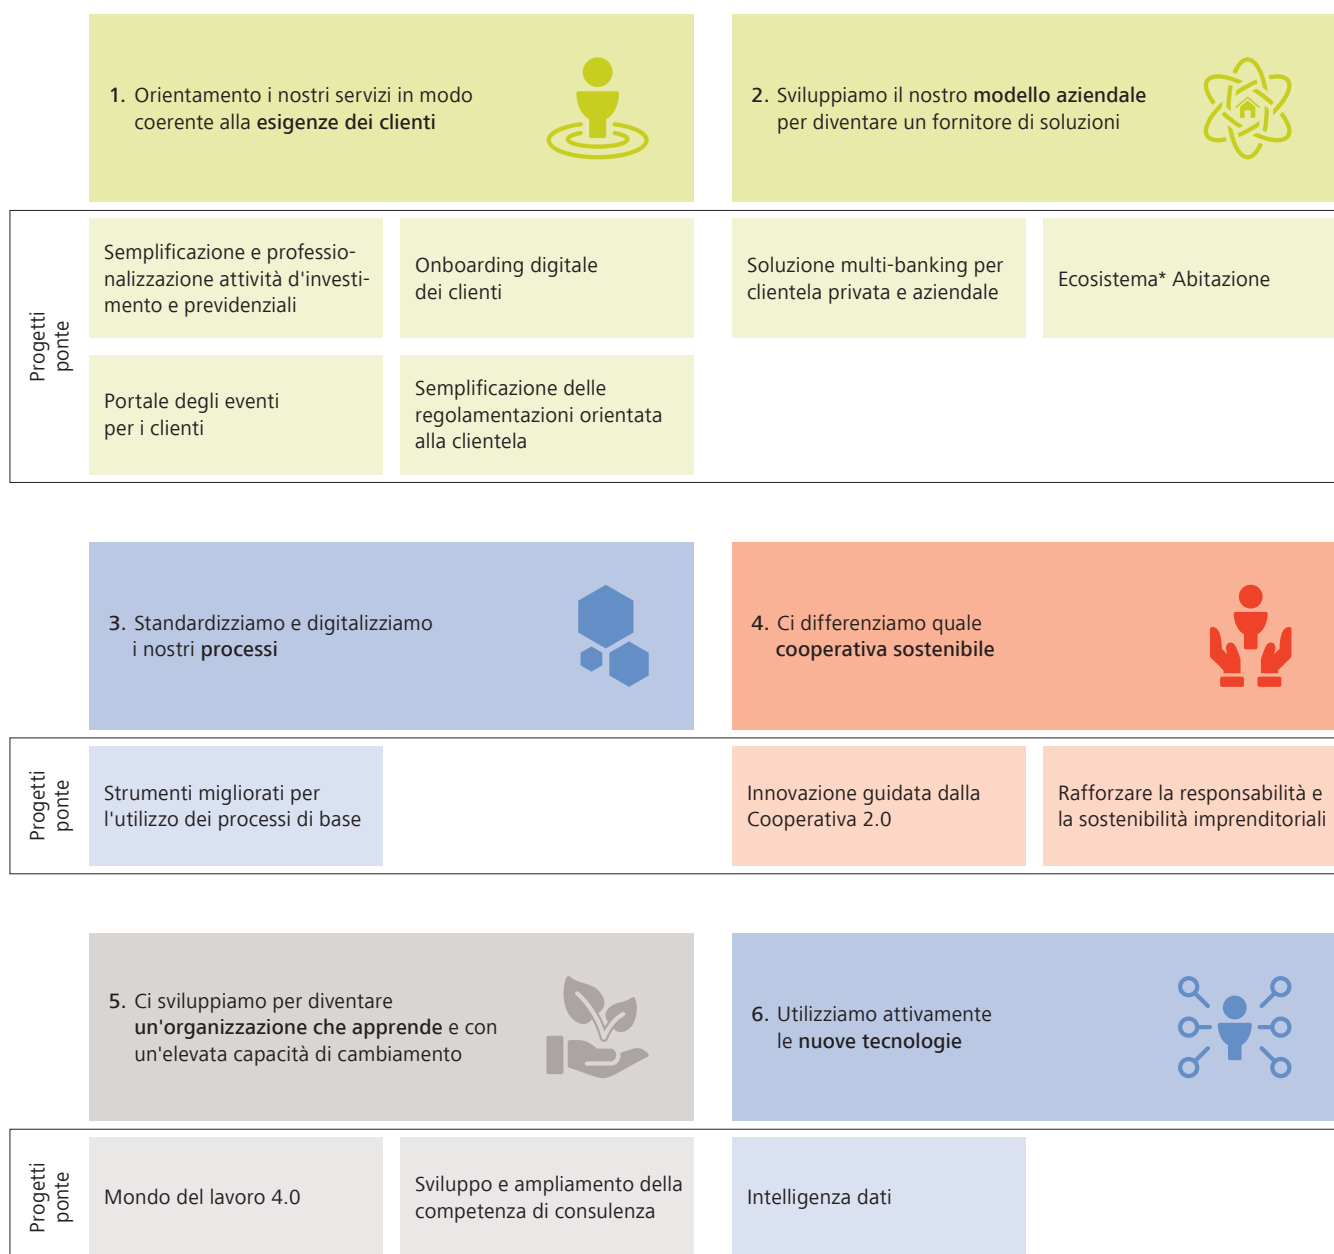 1. Orientamento i nostri servizi in modo
coerente alla esigenze dei clienti
2. Sviluppiamo il nostro modello aziendale
per diventare un fornitore di soluzioni
Progetti
ponte
Semplificazione e professio-
nalizzazione attività d'investi-
mento e previdenziali
Onboarding digitale
dei clienti
Soluzione multi-banking per
clientela privata e aziendale
Ecosistema* Abitazione
Portale degli eventi
per i clienti
Semplificazione delle
regolamentazioni orientata
alla clientela
3. Standardizziamo e digitalizziamo
i nostri processi
4. Ci differenziamo quale
cooperativa sostenibile
Progetti
ponte
Strumenti migliorati per
l'utilizzo dei processi di base
Innovazione guidata dalla
Cooperativa 2.0
Rafforzare la responsabilità e
la sostenibilità imprenditoriali
5. Ci sviluppiamo per diventare
un'organizzazione che apprende e con
un'elevata capacità di cambiamento
6. Utilizziamo attivamente
le nuove tecnologie
Progetti
ponte
Mondo del lavoro 4.0
Sviluppo e ampliamento della
competenza di consulenza
Intelligenza dati